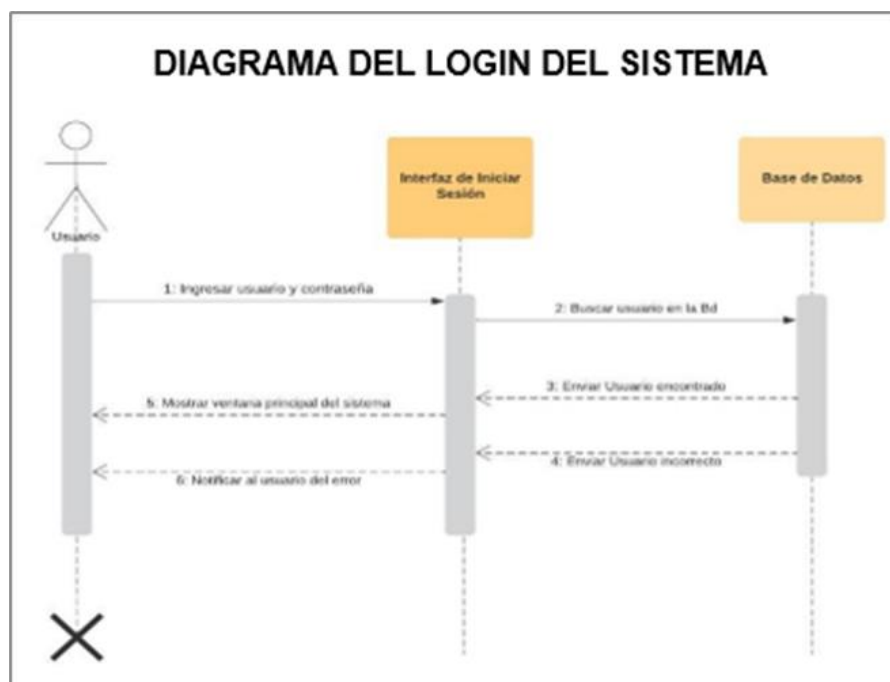 DIAGRAMA DEL LOGIN DEL SISTEMA
Interfaz de Iniciar
Sesión
Base de Datos
Usuario
1: Ingresar usuario y contraseña
2: Buscar usuario en la Bd
3: Enviar Usuario encontrado
5: Mostrar ventana principal del sistema
4: Enviar Usuario incorrecto
6: Notificar al usuario del error